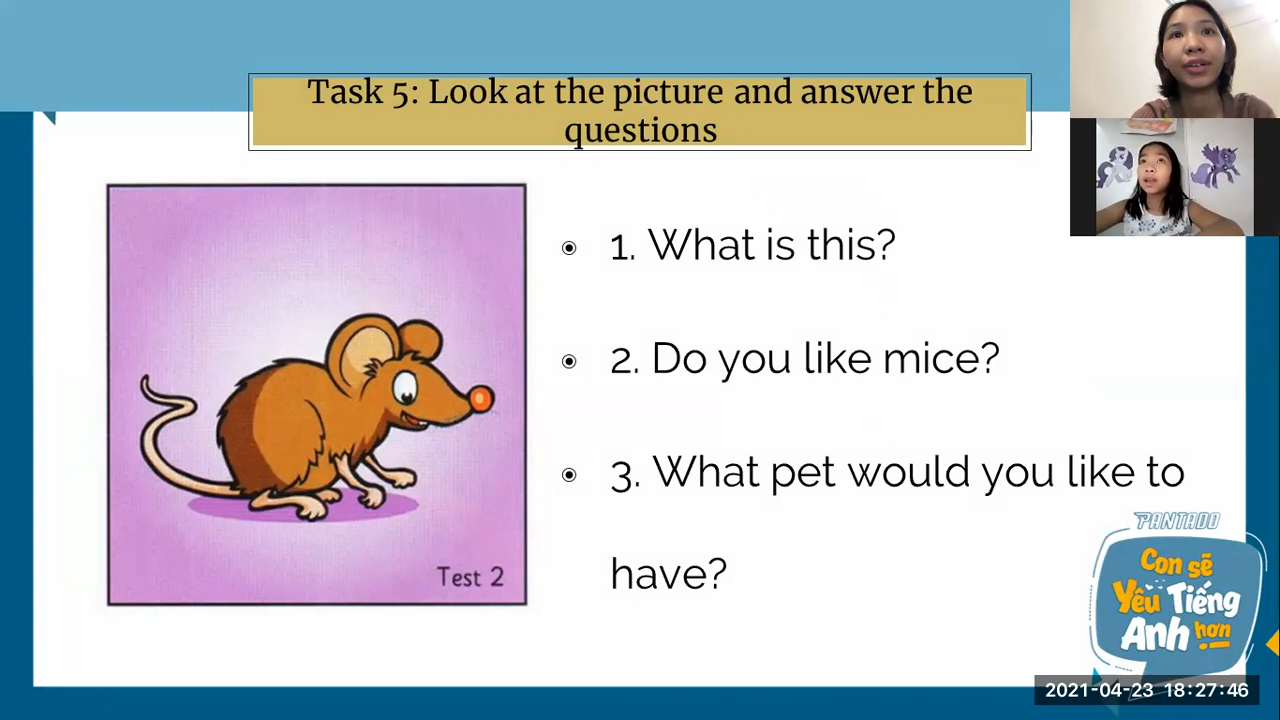 Task 5: Look at the picture and answer the
questions
1. What is this?
2. Do you like mice?
3. What pet would you like to
have?
Test 2
PANTADO
Con sẽ
Yêu Tiếng
Anh hơn
2021-04-23 18:27:46